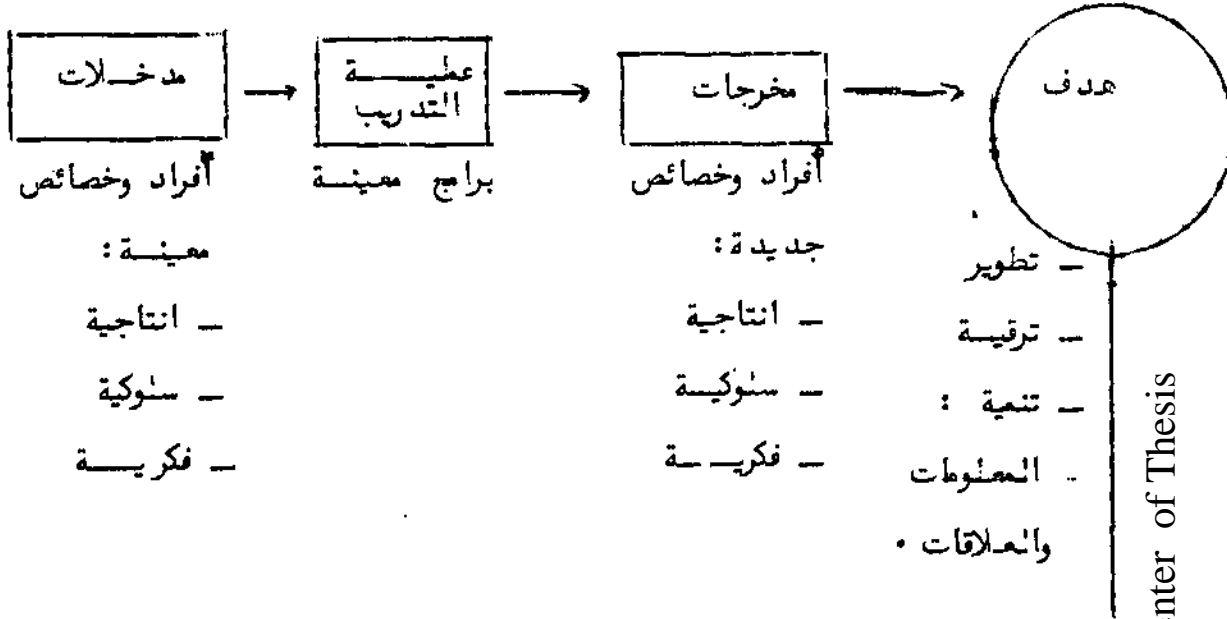 مدخلات
أفراد وخصائص
معينة :
ـ انتاجية
ـ سلوكية
ـ فكرية
عملية
التدريب
برامج معينة
مخرجات
أفراد وخصائص
جديدة :
ـ انتاجية
ـ سلوكية
ـ فكرية
هدف
ـ تطوير
ـ ترقية
ـ تنمية :
ـ المعلومات
والعلاقات .
nter of Thesis